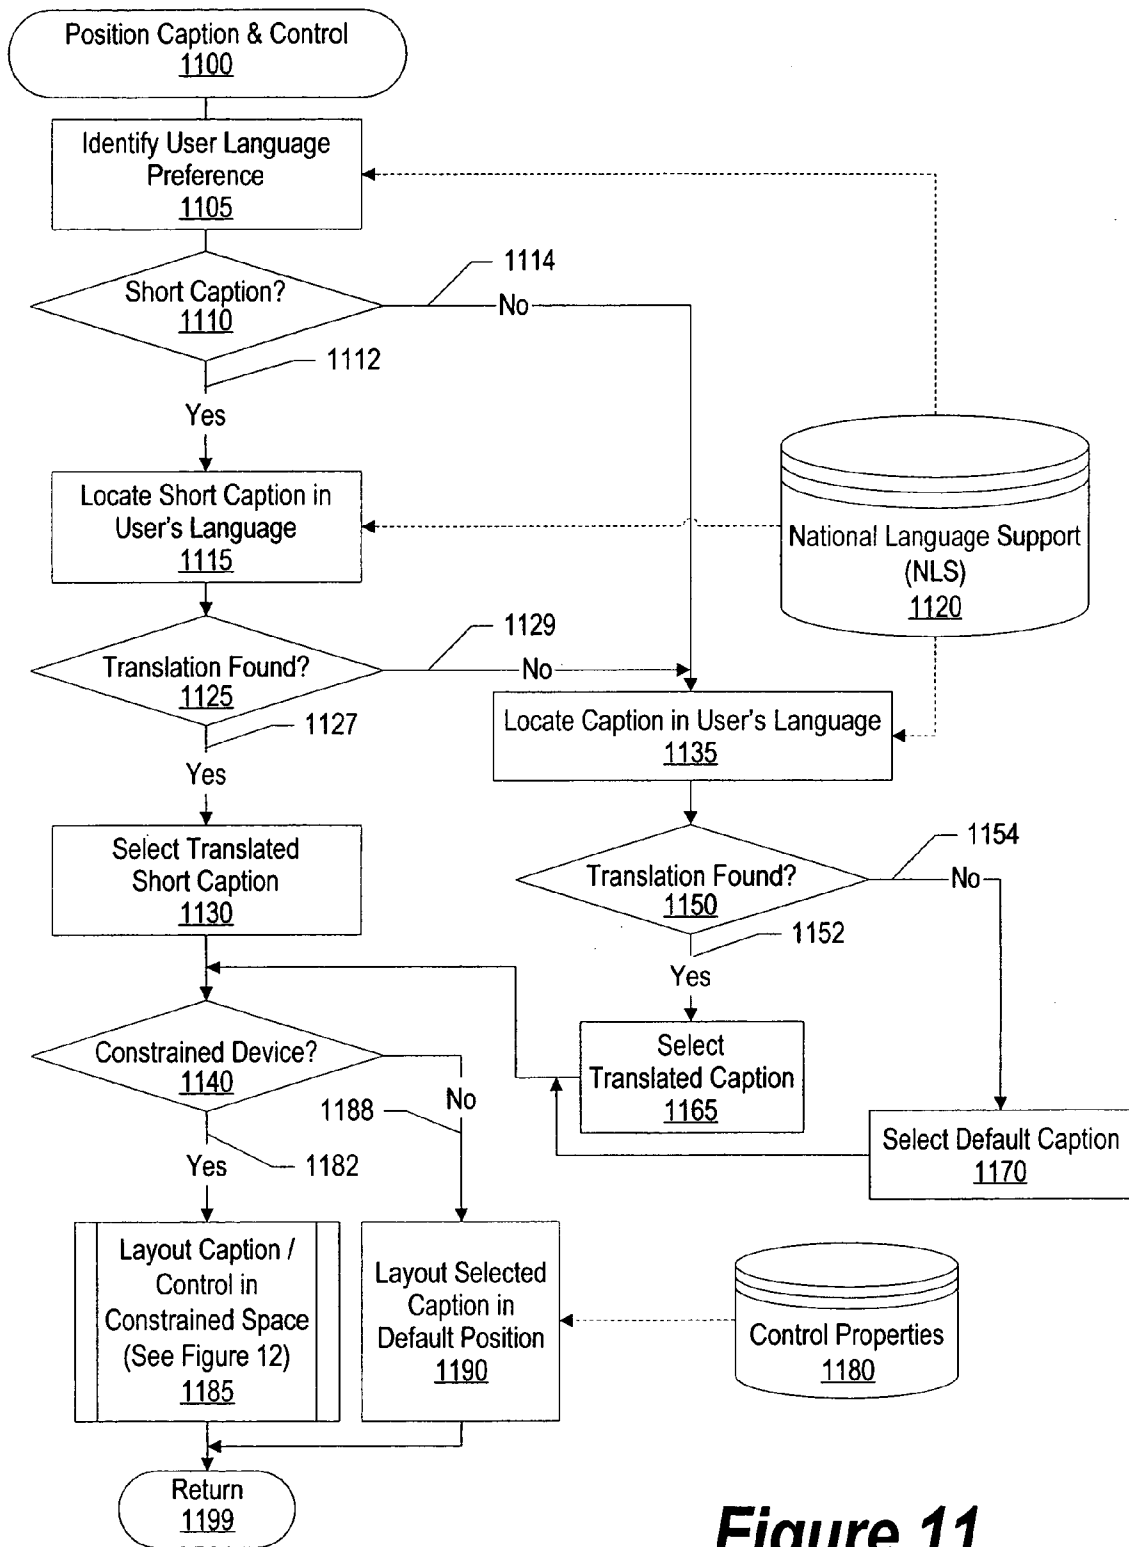 Position Caption & Control
1100
Identify User Language
Preference
1105
1114
Short Caption?
1110
No
1112
Yes
Locate Short Caption in
User's Language
1115
National Language Support
(NLS)
1120
1129
Translation Found?
1125
No
1127
Yes
Locate Caption in User's Language
1135
Select Translated
Short Caption
1130
1154
Translation Found?
1150
No
1152
Yes
Constrained Device?
1140
Select
Translated Caption
1165
1188
No
1182
Yes
Select Default Caption
1170
Layout Caption /
Control in
Constrained Space
(See Figure 12)
1185
Layout Selected
Caption in
Default Position
1190
Control Properties
1180
Return
1199
Figure 11